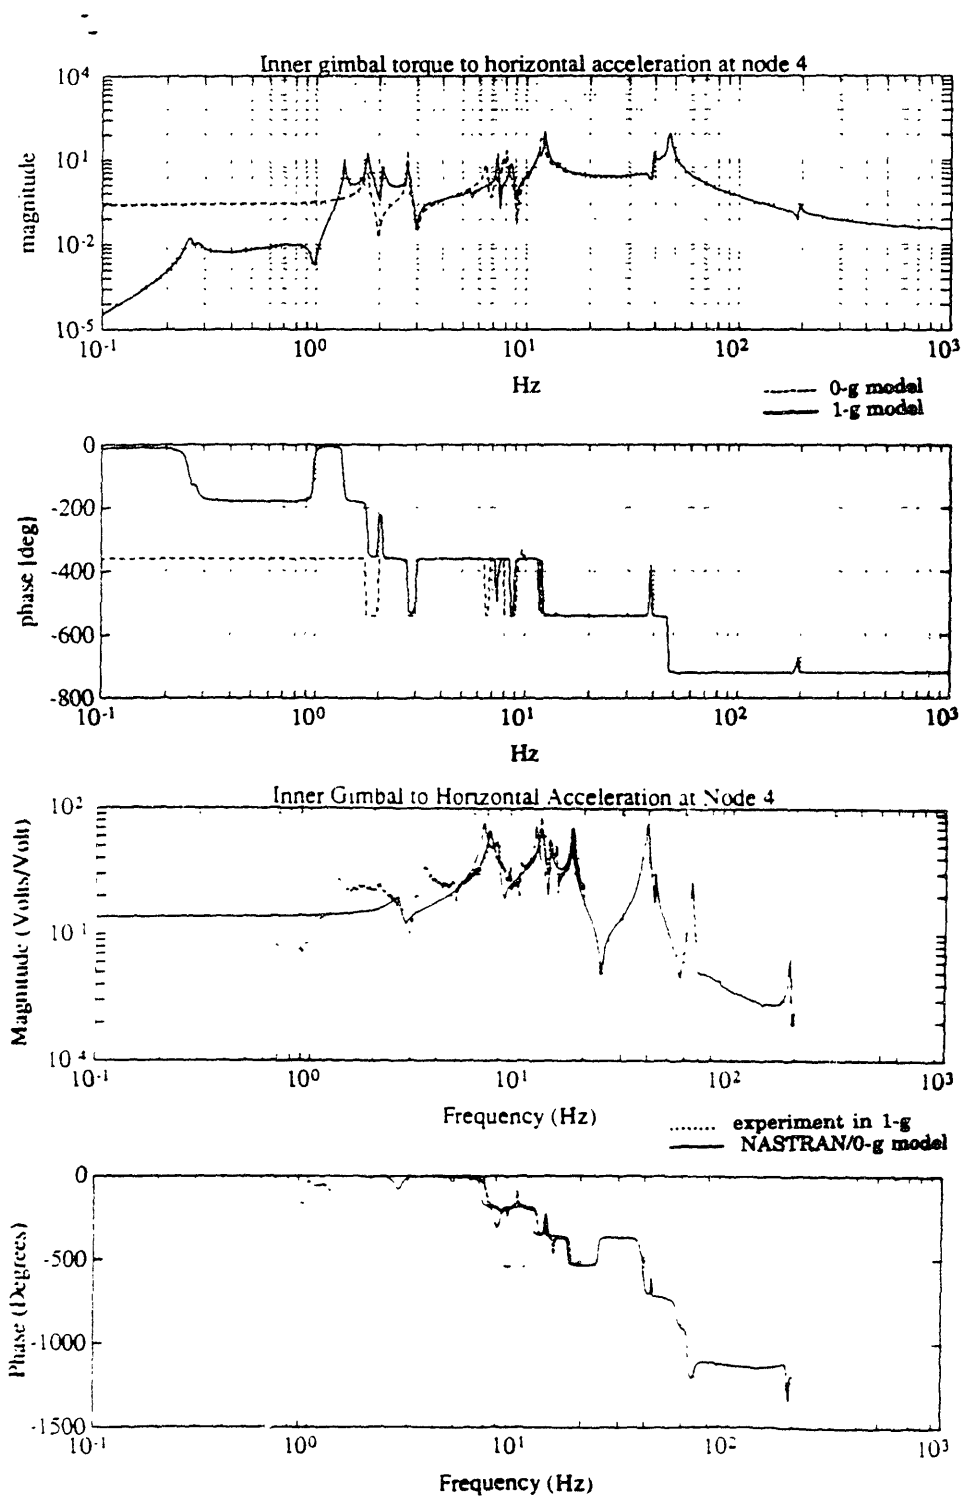 Inner gimbal torque to horizontal acceleration at node 4
magnitude
10⁴
10¹
10⁻²
10⁻⁵
10⁻¹ 10⁰ 10¹ 10² 10³
Hz
0-g model
1-g model
phase [deg]
0
-200
-400
-600
-800
10⁻¹ 10⁰ 10¹ 10² 10³
Hz
Inner Gimbal to Horizontal Acceleration at Node 4
Magnitude (Volts/Volt)
10²
10⁻¹
10⁻⁴
10⁻¹ 10⁰ 10¹ 10² 10³
Frequency (Hz)
experiment in 1-g
NASTRAN/0-g model
Phase (Degrees)
0
-500
-1000
-1500
10⁻¹ 10⁰ 10¹ 10² 10³
Frequency (Hz)